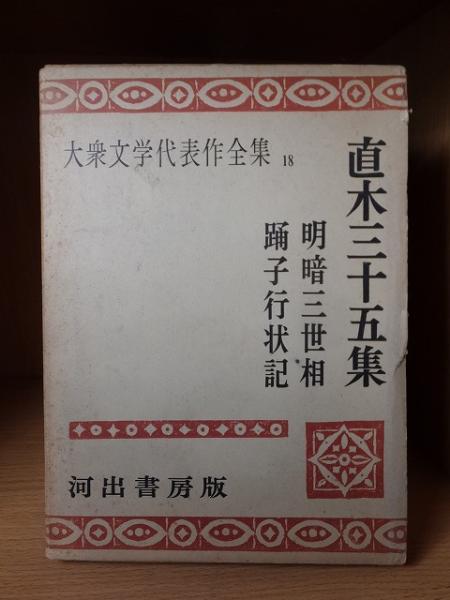 大衆文学代表作全集 18
直木三十五集
明暗三世相
踊子行状記
河出書房版